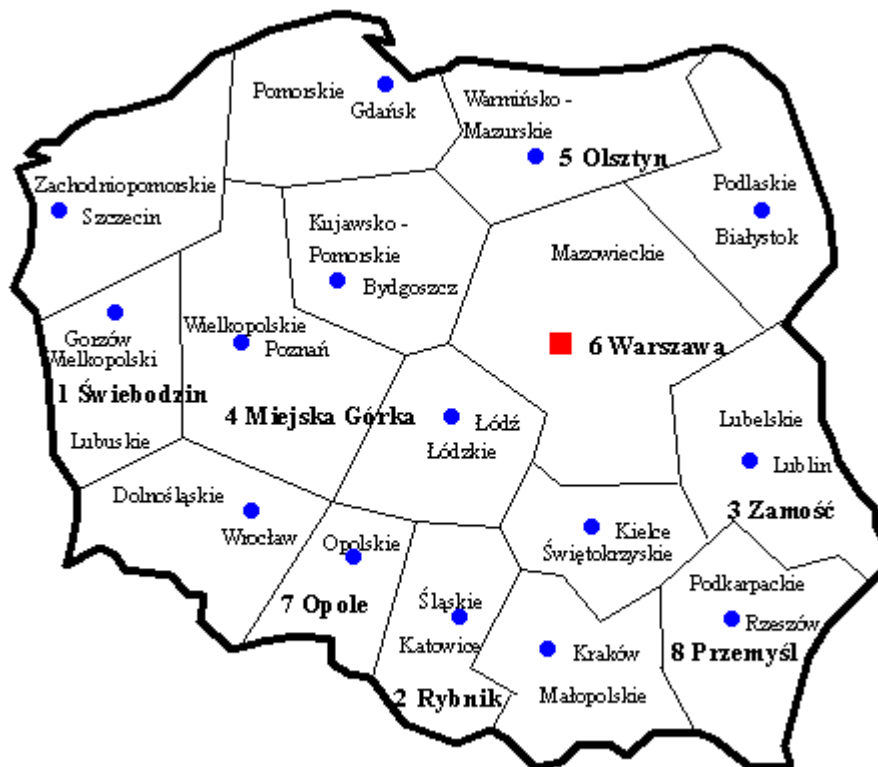 Pomorskie
Gdańsk
Warmińsko -
Mazurskie
5 Olsztyn
Zachodniopomorskie
Szczecin
Podlaskie
Białystok
Kujawsko -
Pomorskie
Bydgoszcz
Mazowieckie
Gorzów
Wielkopolski
1 Świebodzin
Lubuskie
Wielkopolskie
Poznań
4 Miejska Górka
6 Warszawa
Łódź
Łódzkie
Lubelskie
Lublin
3 Zamość
Dolnośląskie
Wrocław
Opolskie
7 Opole
Kielce
Świętokrzyskie
Śląskie
Katowice
2 Rybnik
Kraków
Małopolskie
Podkarpackie
Rzeszów
8 Przemyśl